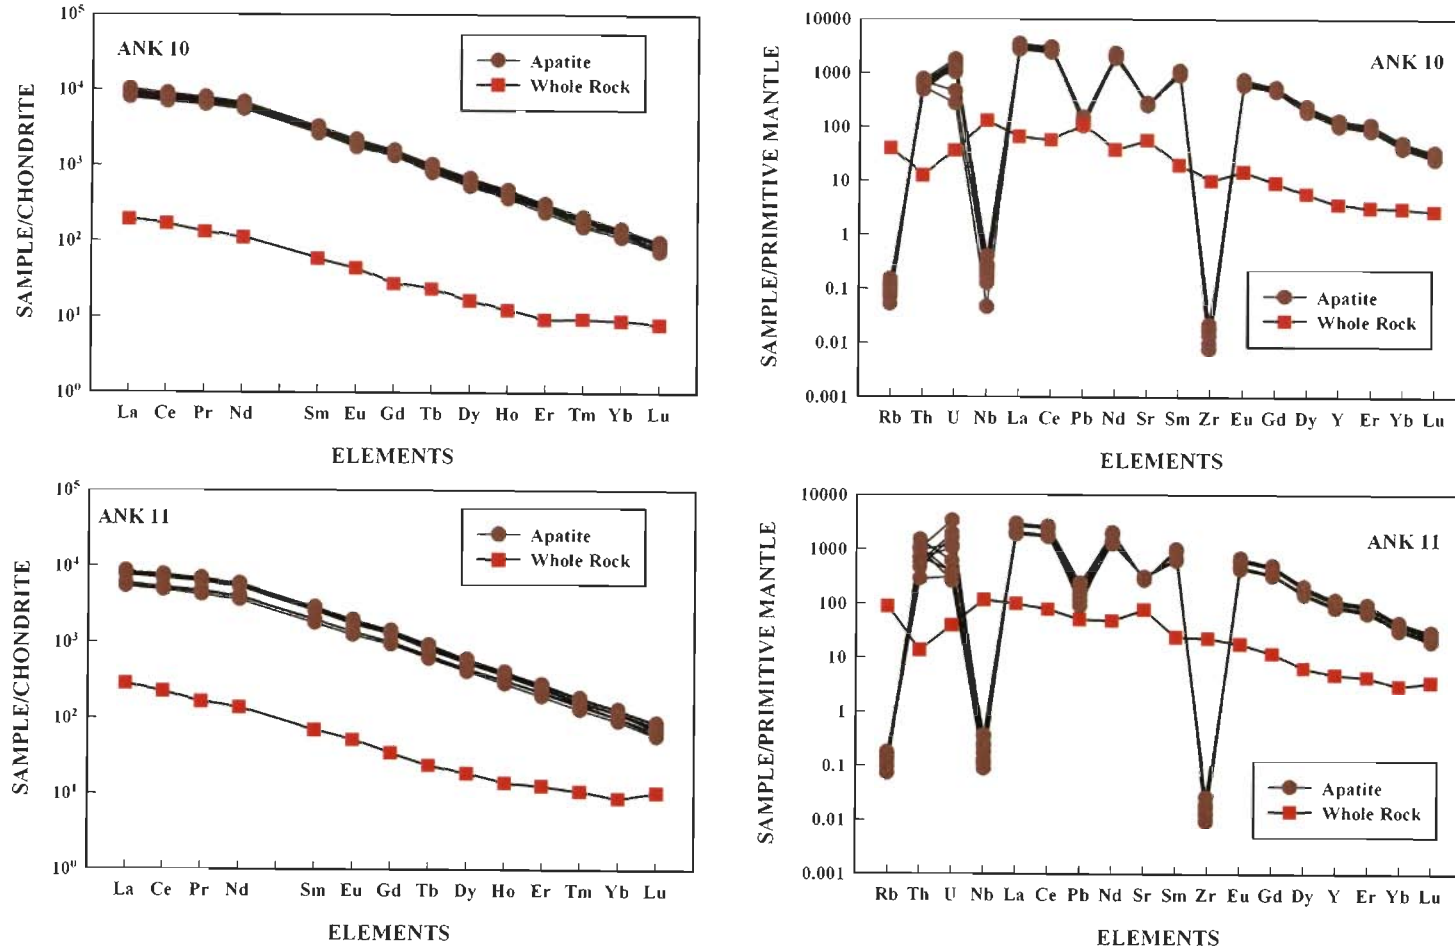 ANK 10
SAMPLE/CHONDRITE
10⁵
10⁴
10³
10²
10¹
10⁰
Apatite
Whole Rock
La Ce Pr Nd Sm Eu Gd Tb Dy Ho Er Tm Yb Lu
ELEMENTS
ANK 10
SAMPLE/PRIMITIVE MANTLE
10000
1000
100
10
1
0.1
0.01
0.001
Apatite
Whole Rock
Rb Th U Nb La Ce Pb Nd Sr Sm Zr Eu Gd Dy Y Er Yb Lu
ELEMENTS
ANK 11
SAMPLE/CHONDRITE
10⁵
10⁴
10³
10²
10¹
10⁰
Apatite
Whole Rock
La Ce Pr Nd Sm Eu Gd Tb Dy Ho Er Tm Yb Lu
ELEMENTS
ANK 11
SAMPLE/PRIMITIVE MANTLE
10000
1000
100
10
1
0.1
0.01
0.001
Apatite
Whole Rock
Rb Th U Nb La Ce Pb Nd Sr Sm Zr Eu Gd Dy Y Er Yb Lu
ELEMENTS